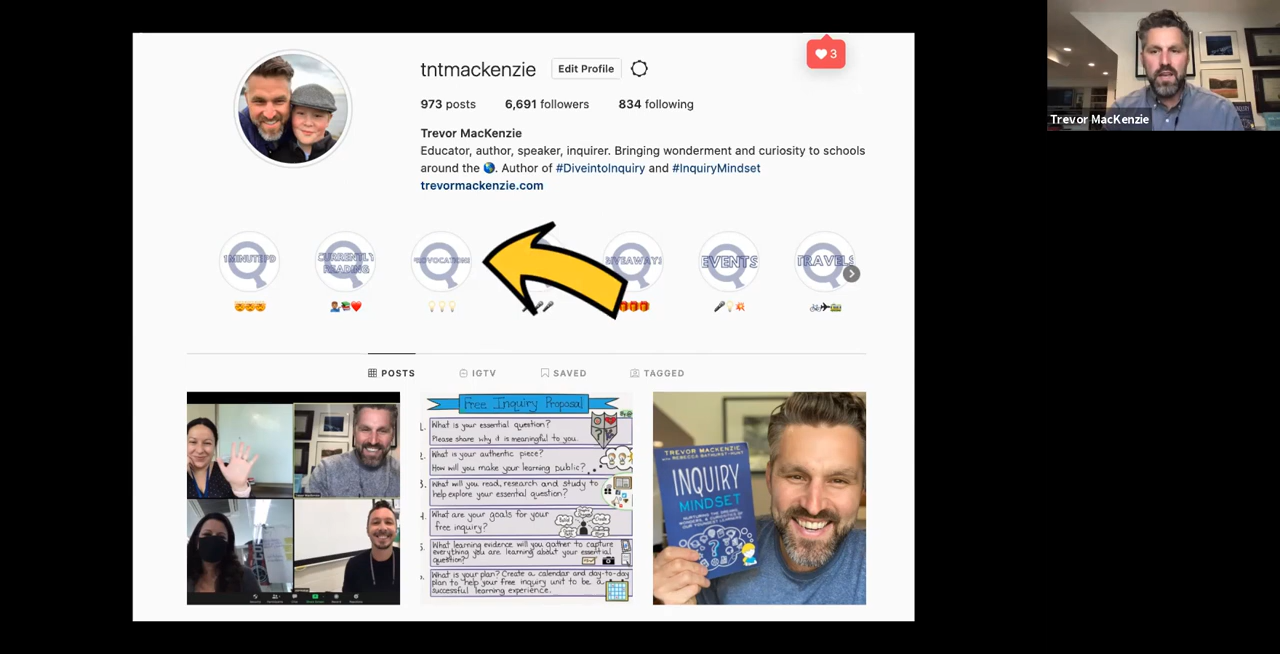 tntmackenzie
Edit Profile
3
973 posts 6,691 followers 834 following
Trevor MacKenzie
Educator, author, speaker, inquirer. Bringing wonderment and curiosity to schools
around the 🌎. Author of #DiveintoInquiry and #InquiryMindset
trevormackenzie.com
Trevor MacKenzie
1MINUTEPD
CURRENTLY
READING
PROVOCATIONS
GIVEAWAYS
EVENTS
TRAVELS
POSTS IGTV SAVED TAGGED
Free Inquiry Proposal
What is your essential question?
Please share why it is meaningful to you.
What is your authentic piece?
How will you make your learning public?
What will you read, research and study to
help explore your essential question?
What are your goals for your
free inquiry?
What learning evidence will you gather to capture
everything you are learning about your essential
question?
What is your plan? Create a calendar and day-to-day
plan to help your free inquiry unit to be a
successful learning experience.
TREVOR MACKENZIE
WITH REBECCA BATHURST-HUNT
INQUIRY
MINDSET